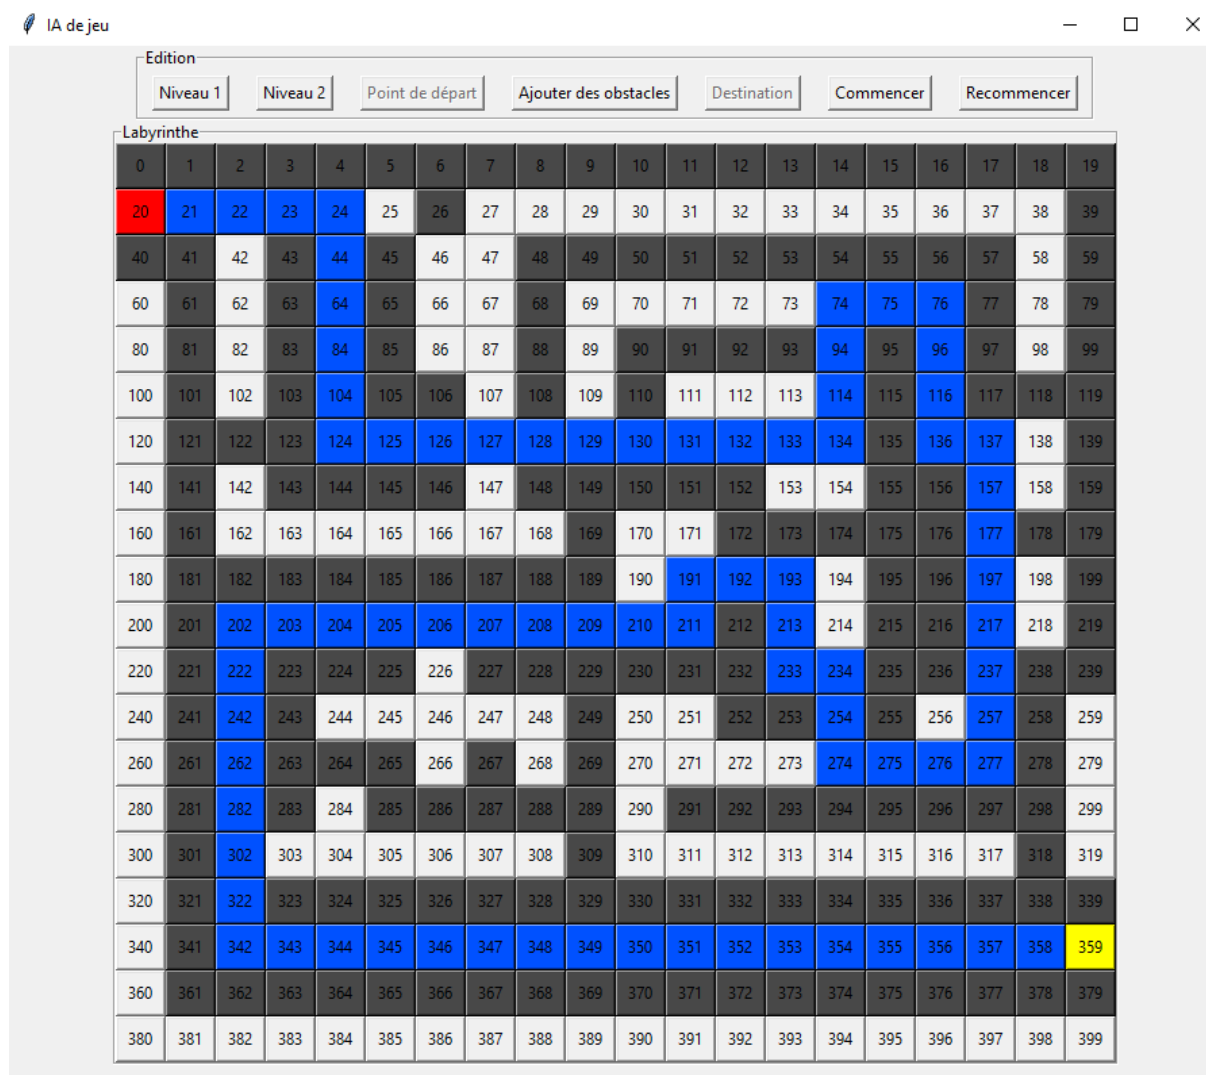 IA de jeu
Edition
Niveau 1 Niveau 2 Point de départ Ajouter des obstacles Destination Commencer Recommencer
Labyrinthe
0 1 2 3 4 5 6 7 8 9 10 11 12 13 14 15 16 17 18 19
20 21 22 23 24 25 26 27 28 29 30 31 32 33 34 35 36 37 38 39
40 41 42 43 44 45 46 47 48 49 50 51 52 53 54 55 56 57 58 59
60 61 62 63 64 65 66 67 68 69 70 71 72 73 74 75 76 77 78 79
80 81 82 83 84 85 86 87 88 89 90 91 92 93 94 95 96 97 98 99
100 101 102 103 104 105 106 107 108 109 110 111 112 113 114 115 116 117 118 119
120 121 122 123 124 125 126 127 128 129 130 131 132 133 134 135 136 137 138 139
140 141 142 143 144 145 146 147 148 149 150 151 152 153 154 155 156 157 158 159
160 161 162 163 164 165 166 167 168 169 170 171 172 173 174 175 176 177 178 179
180 181 182 183 184 185 186 187 188 189 190 191 192 193 194 195 196 197 198 199
200 201 202 203 204 205 206 207 208 209 210 211 212 213 214 215 216 217 218 219
220 221 222 223 224 225 226 227 228 229 230 231 232 233 234 235 236 237 238 239
240 241 242 243 244 245 246 247 248 249 250 251 252 253 254 255 256 257 258 259
260 261 262 263 264 265 266 267 268 269 270 271 272 273 274 275 276 277 278 279
280 281 282 283 284 285 286 287 288 289 290 291 292 293 294 295 296 297 298 299
300 301 302 303 304 305 306 307 308 309 310 311 312 313 314 315 316 317 318 319
320 321 322 323 324 325 326 327 328 329 330 331 332 333 334 335 336 337 338 339
340 341 342 343 344 345 346 347 348 349 350 351 352 353 354 355 356 357 358 359
360 361 362 363 364 365 366 367 368 369 370 371 372 373 374 375 376 377 378 379
380 381 382 383 384 385 386 387 388 389 390 391 392 393 394 395 396 397 398 399